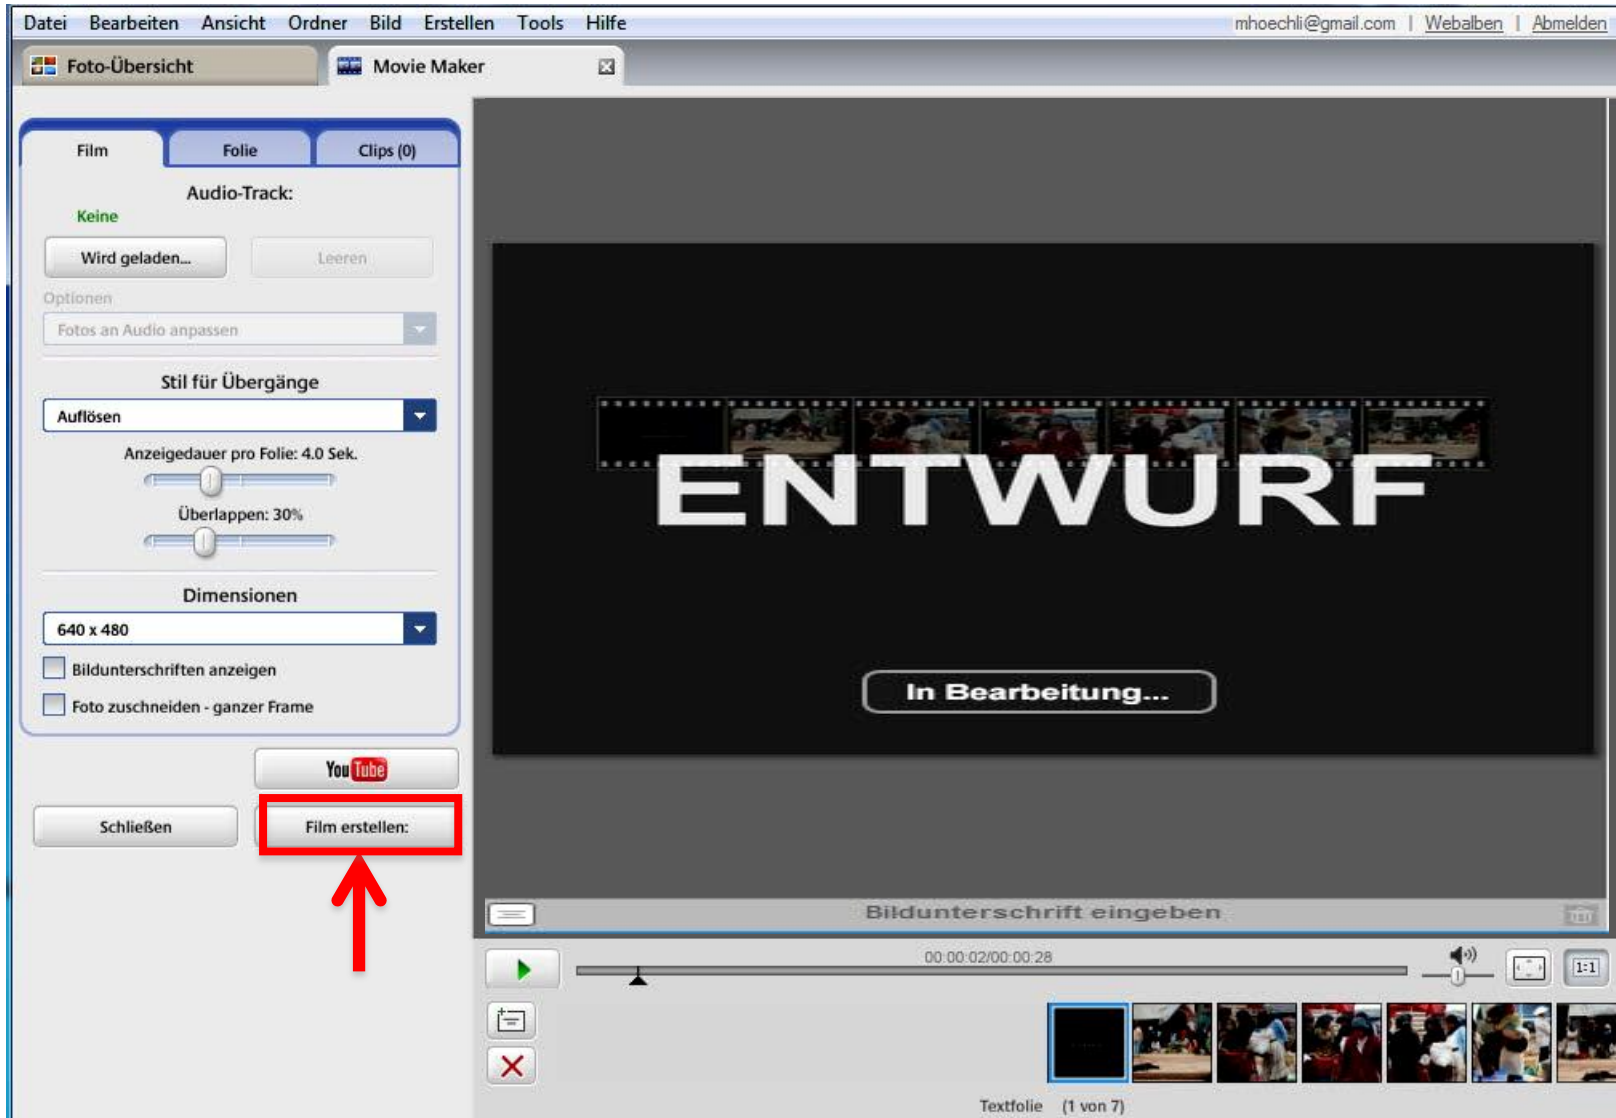 Datei Bearbeiten Ansicht Ordner Bild Erstellen Tools Hilfe mhoechli@gmail.com | Webalben | Abmelden
Foto-Übersicht Movie Maker
Film Folie Clips (0)
Audio-Track:
Keine
Wird geladen... Leeren
Optionen
Fotos an Audio anpassen
Stil für Übergänge
Auflösen
Anzeigedauer pro Folie: 4.0 Sek.
Überlappen: 30%
Dimensionen
640 x 480
Bildunterschriften anzeigen
Foto zuschneiden - ganzer Frame
YouTube
Schließen Film erstellen:
ENTWURF
In Bearbeitung...
Bildunterschrift eingeben
00:00:02/00:00:28
1:1
Textfolie (1 von 7)